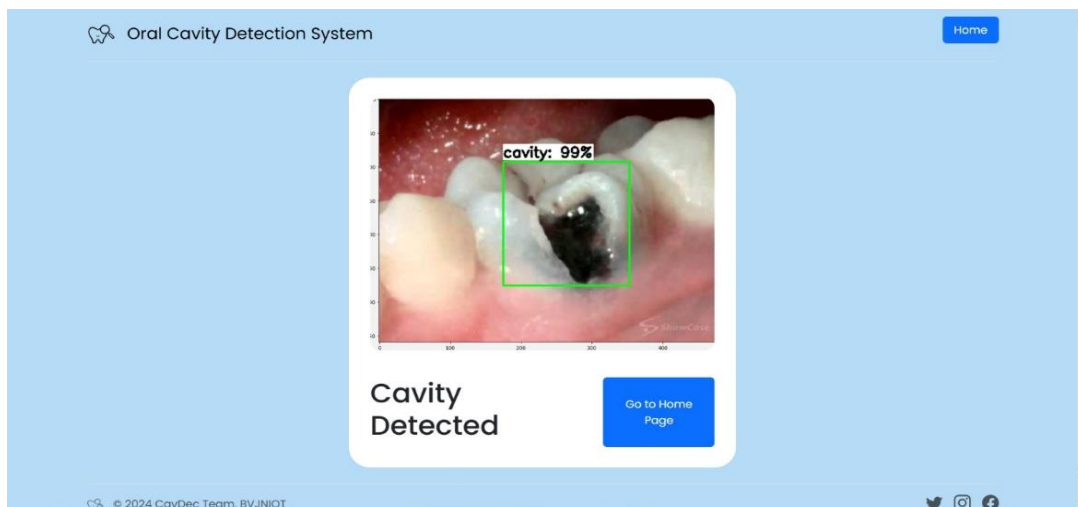 Oral Cavity Detection System
Home
cavity: 99%
0 100 200 300 400
Cavity
Detected
Go to Home
Page
© 2024 CavDec Team, BVJNIOT